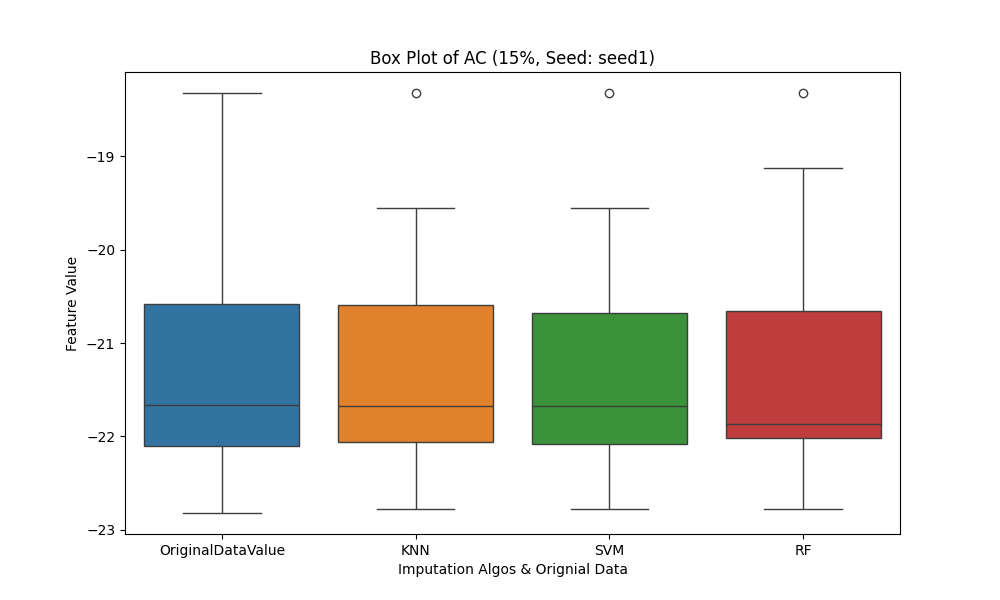 Box Plot of AC (15%, Seed: seed1)
Feature Value
−19
−20
−21
−22
−23
OriginalDataValue
KNN
SVM
RF
Imputation Algos & Orignial Data